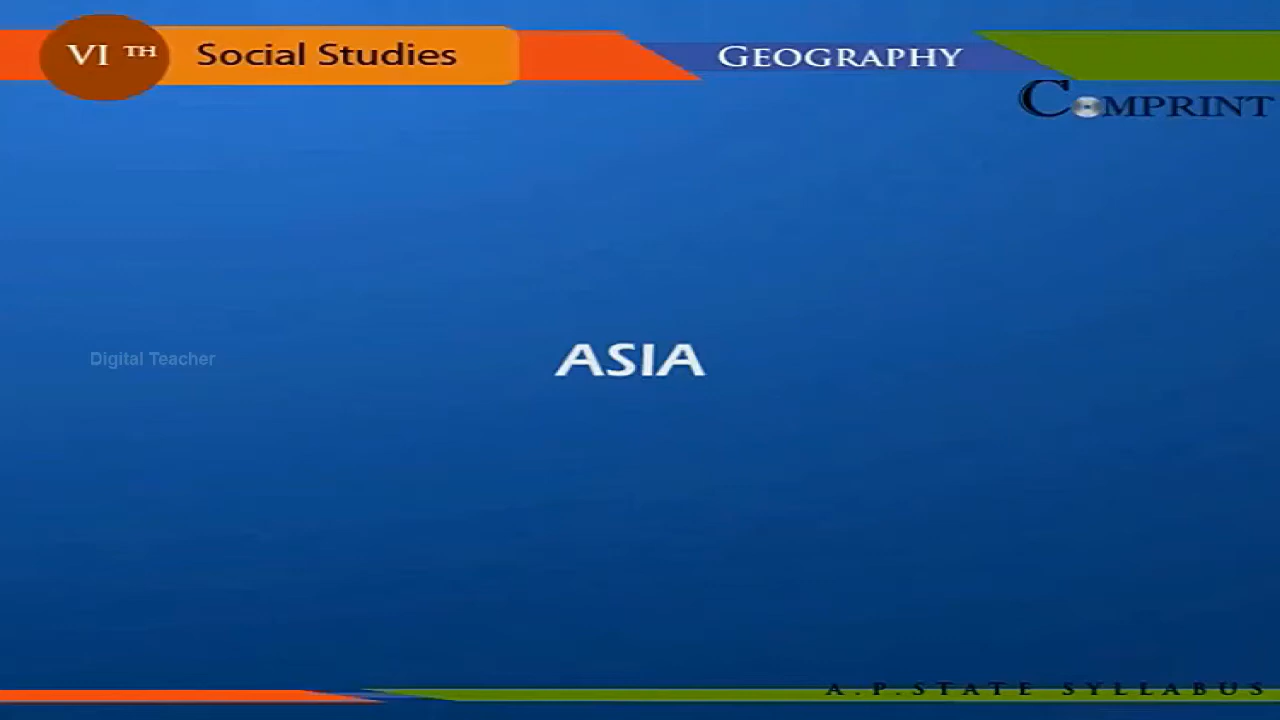 VI TH
Social Studies
GEOGRAPHY
COMPRINT
Digital Teacher
ASIA
A.P.STATE SYLLABUS